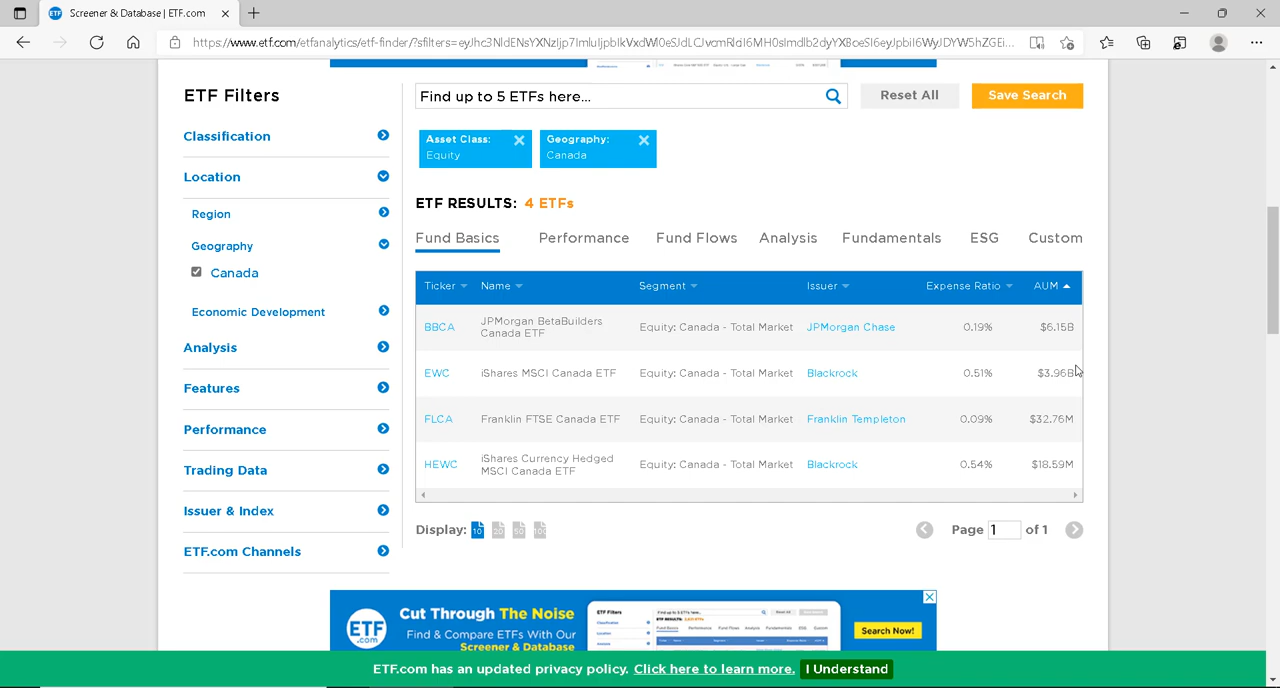 Screener & Database | ETF.com
https://www.etf.com/etfanalytics/etf-finder/?sfilters=
ETF Filters
Find up to 5 ETFs here...
Reset All
Save Search
Classification
Asset Class:
Equity
Geography:
Canada
Location
ETF RESULTS: 4 ETFs
Region
Fund Basics Performance Fund Flows Analysis Fundamentals ESG Custom
Geography
Canada
Ticker Name Segment Issuer Expense Ratio AUM
Economic Development
BBCA JPMorgan BetaBuilders Equity: Canada - Total Market JPMorgan Chase 0.19% $6.15B
Canada ETF
Analysis
EWC iShares MSCI Canada ETF Equity: Canada - Total Market Blackrock 0.51% $3.96B
Features
FLCA Franklin FTSE Canada ETF Equity: Canada - Total Market Franklin Templeton 0.09% $32.76M
Performance
HEWC iShares Currency Hedged Equity: Canada - Total Market Blackrock 0.54% $18.59M
MSCI Canada ETF
Trading Data
Issuer & Index
Display: 10 20 50 100
Page 1 of 1
ETF.com Channels
ETF
.com
Cut Through The Noise
Find & Compare ETFs With Our
Screener & Database
ETF Filters
Search Now!
ETF.com has an updated privacy policy. Click here to learn more. I Understand